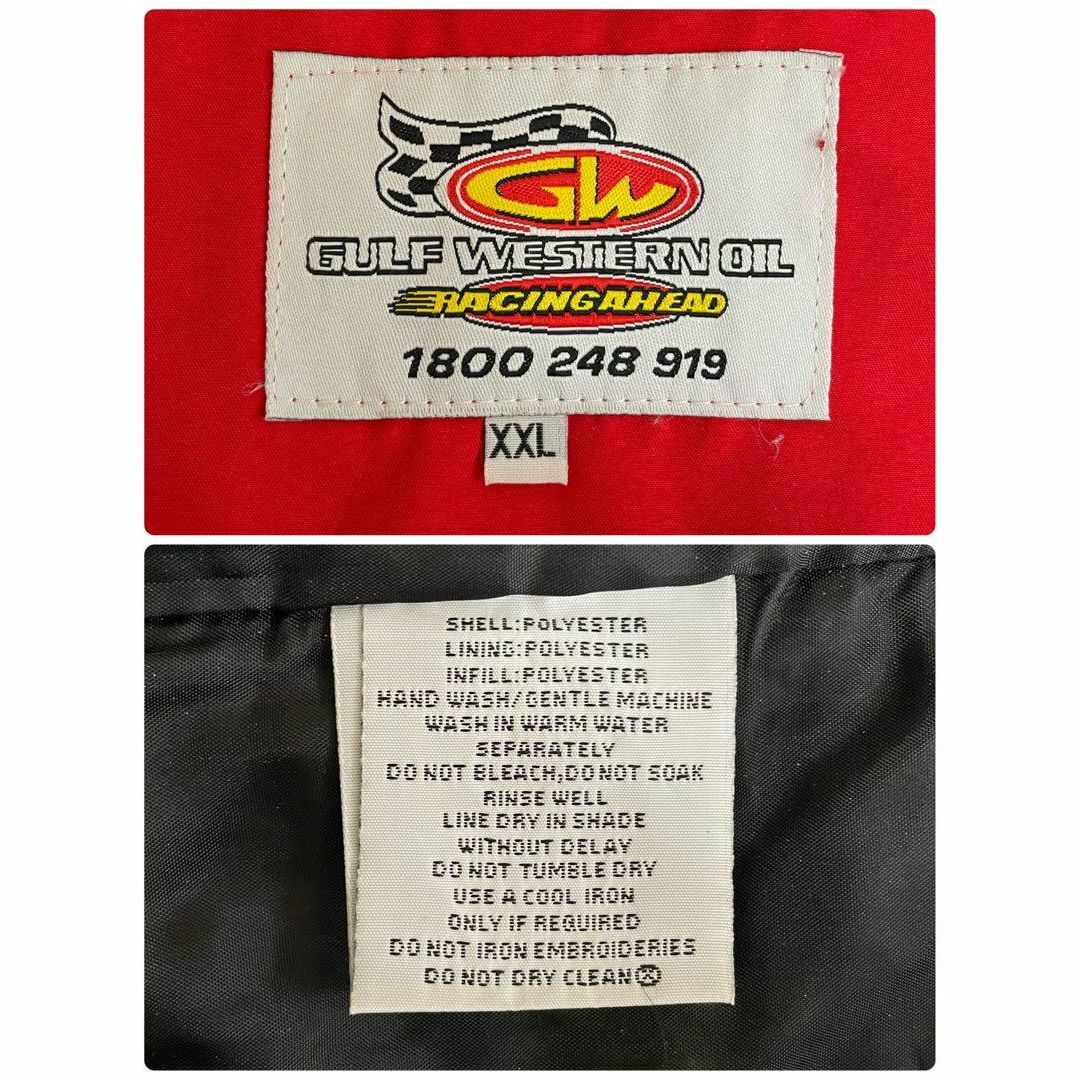 GW
GULF WESTERN OIL
RACING AHEAD
1800 248 919
XXL
SHELL:POLYESTER
LINING:POLYESTER
INFILL:POLYESTER
HAND WASH/GENTLE MACHINE
WASH IN WARM WATER
SEPARATELY
DO NOT BLEACH,DO NOT SOAK
RINSE WELL
LINE DRY IN SHADE
WITHOUT DELAY
DO NOT TUMBLE DRY
USE A COOL IRON
ONLY IF REQUIRED
DO NOT IRON EMBROIDERIES
DO NOT DRY CLEAN